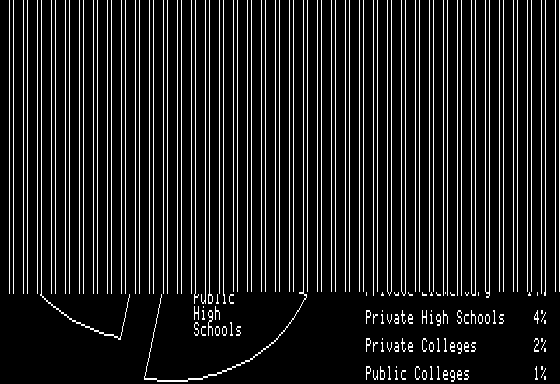 Public
High
Schools
Private High Schools 4%
Private Colleges 2%
Public Colleges 1%